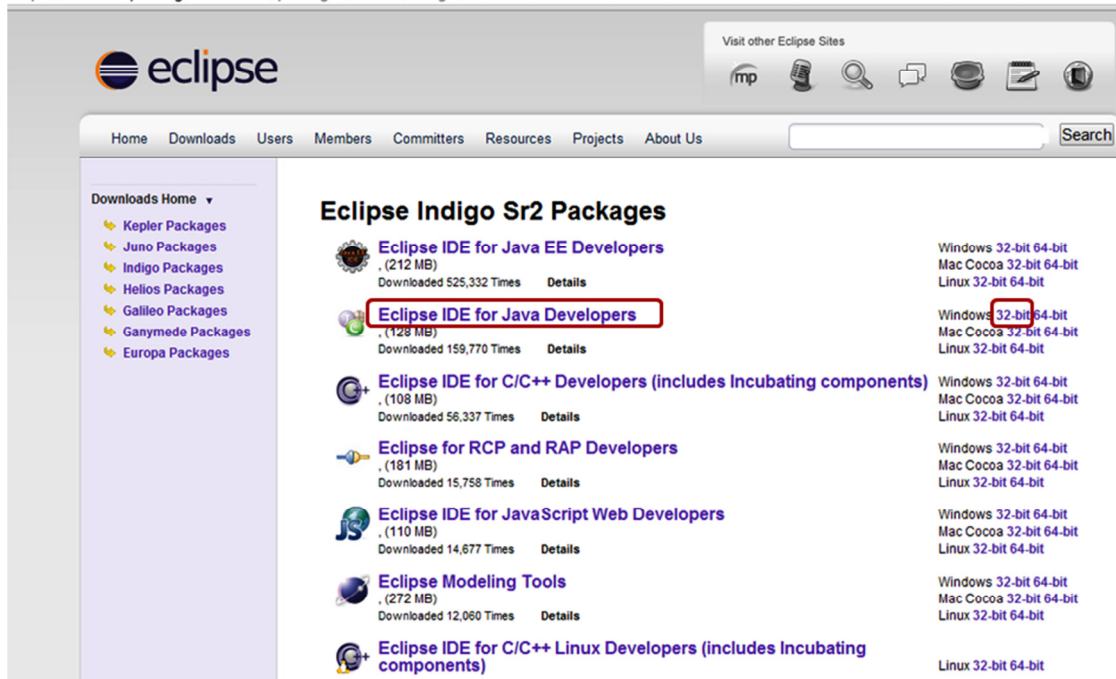 eclipse
Visit other Eclipse Sites
mp
Home Downloads Users Members Committers Resources Projects About Us
Search
Downloads Home
Kepler Packages
Juno Packages
Indigo Packages
Helios Packages
Galileo Packages
Ganymede Packages
Europa Packages
Eclipse Indigo Sr2 Packages
Eclipse IDE for Java EE Developers
, (212 MB)
Downloaded 525,332 Times Details
Windows 32-bit 64-bit
Mac Cocoa 32-bit 64-bit
Linux 32-bit 64-bit
Eclipse IDE for Java Developers
, (128 MB)
Downloaded 159,770 Times Details
Windows 32-bit 64-bit
Mac Cocoa 32-bit 64-bit
Linux 32-bit 64-bit
C++
Eclipse IDE for C/C++ Developers (includes Incubating components)
, (108 MB)
Downloaded 56,337 Times Details
Windows 32-bit 64-bit
Mac Cocoa 32-bit 64-bit
Linux 32-bit 64-bit
Eclipse for RCP and RAP Developers
, (181 MB)
Downloaded 15,758 Times Details
Windows 32-bit 64-bit
Mac Cocoa 32-bit 64-bit
Linux 32-bit 64-bit
JS
Eclipse IDE for JavaScript Web Developers
, (110 MB)
Downloaded 14,677 Times Details
Windows 32-bit 64-bit
Mac Cocoa 32-bit 64-bit
Linux 32-bit 64-bit
Eclipse Modeling Tools
, (272 MB)
Downloaded 12,060 Times Details
Windows 32-bit 64-bit
Mac Cocoa 32-bit 64-bit
Linux 32-bit 64-bit
C++
Eclipse IDE for C/C++ Linux Developers (includes Incubating
components)
Linux 32-bit 64-bit